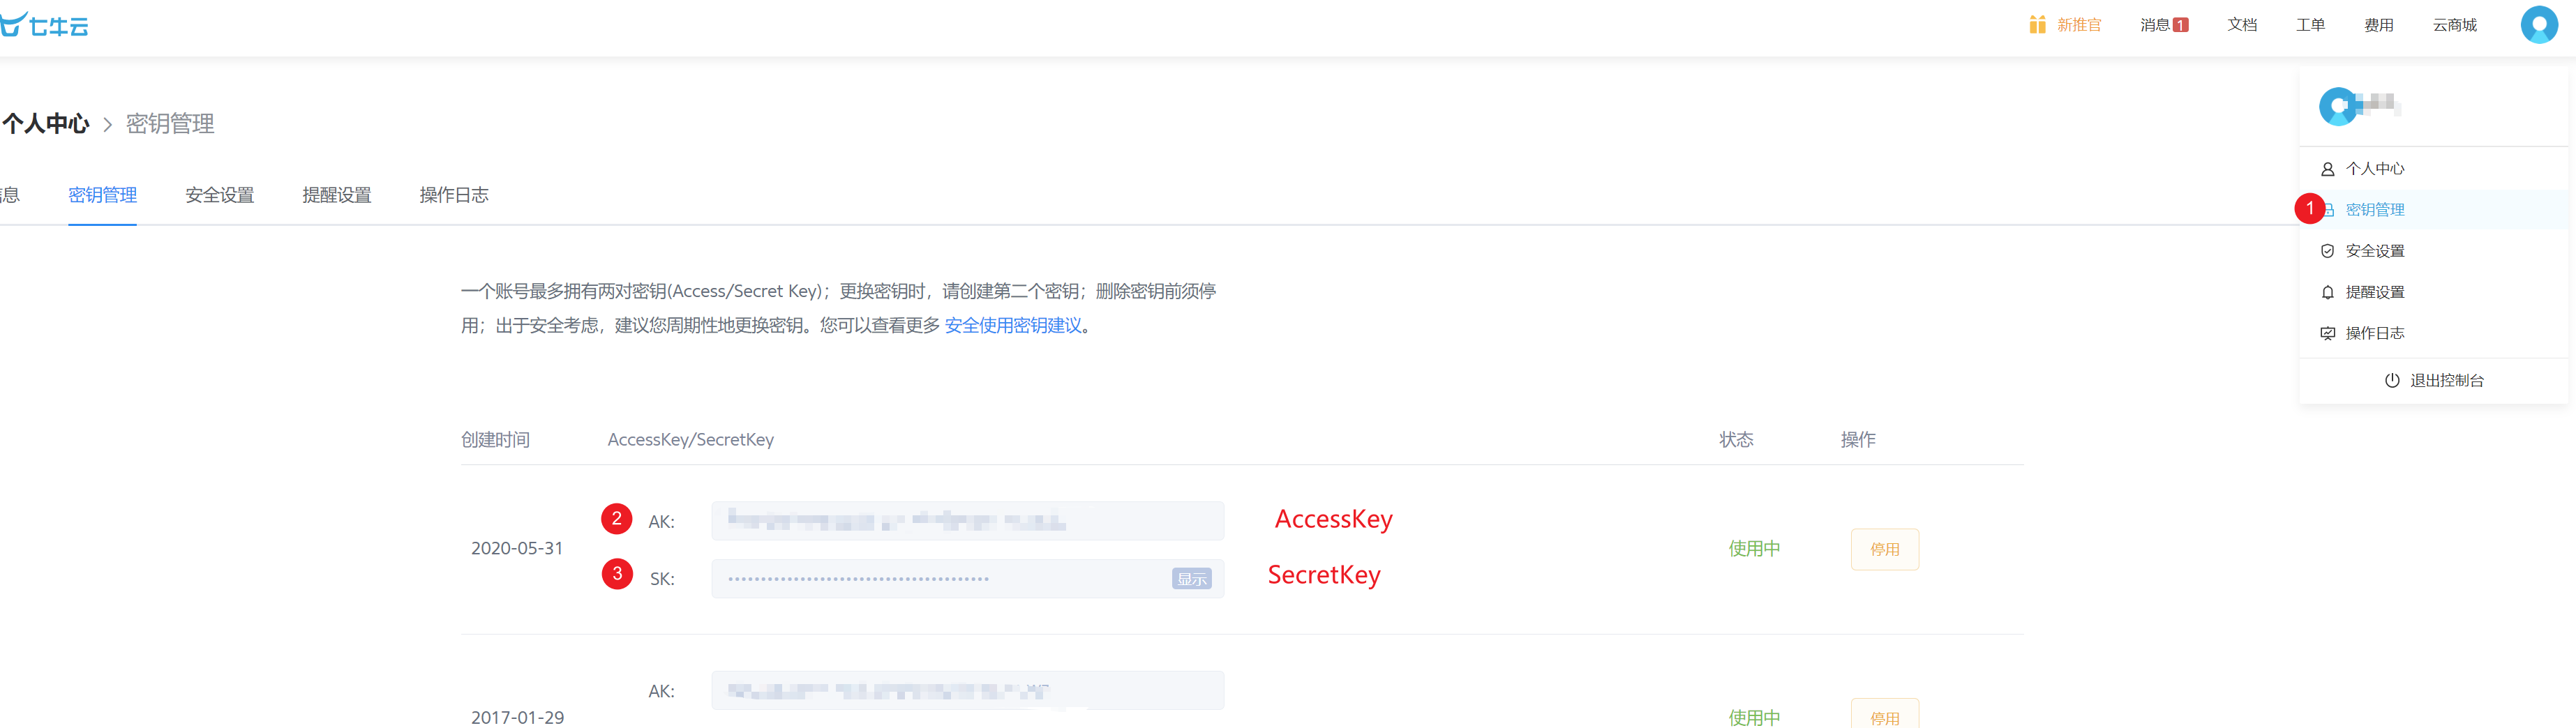 七牛云
新推官
消息 1
文档
工单
费用
云商城
个人中心 > 密钥管理
息
密钥管理
安全设置
提醒设置
操作日志
个人中心
1 密钥管理
安全设置
提醒设置
操作日志
退出控制台
一个账号最多拥有两对密钥(Access/Secret Key)；更换密钥时，请创建第二个密钥；删除密钥前须停
用；出于安全考虑，建议您周期性地更换密钥。您可以查看更多 安全使用密钥建议。
创建时间
AccessKey/SecretKey
状态
操作
2020-05-31
2 AK:
AccessKey
3 SK:
显示
SecretKey
使用中
停用
2017-01-29
AK:
使用中
停用